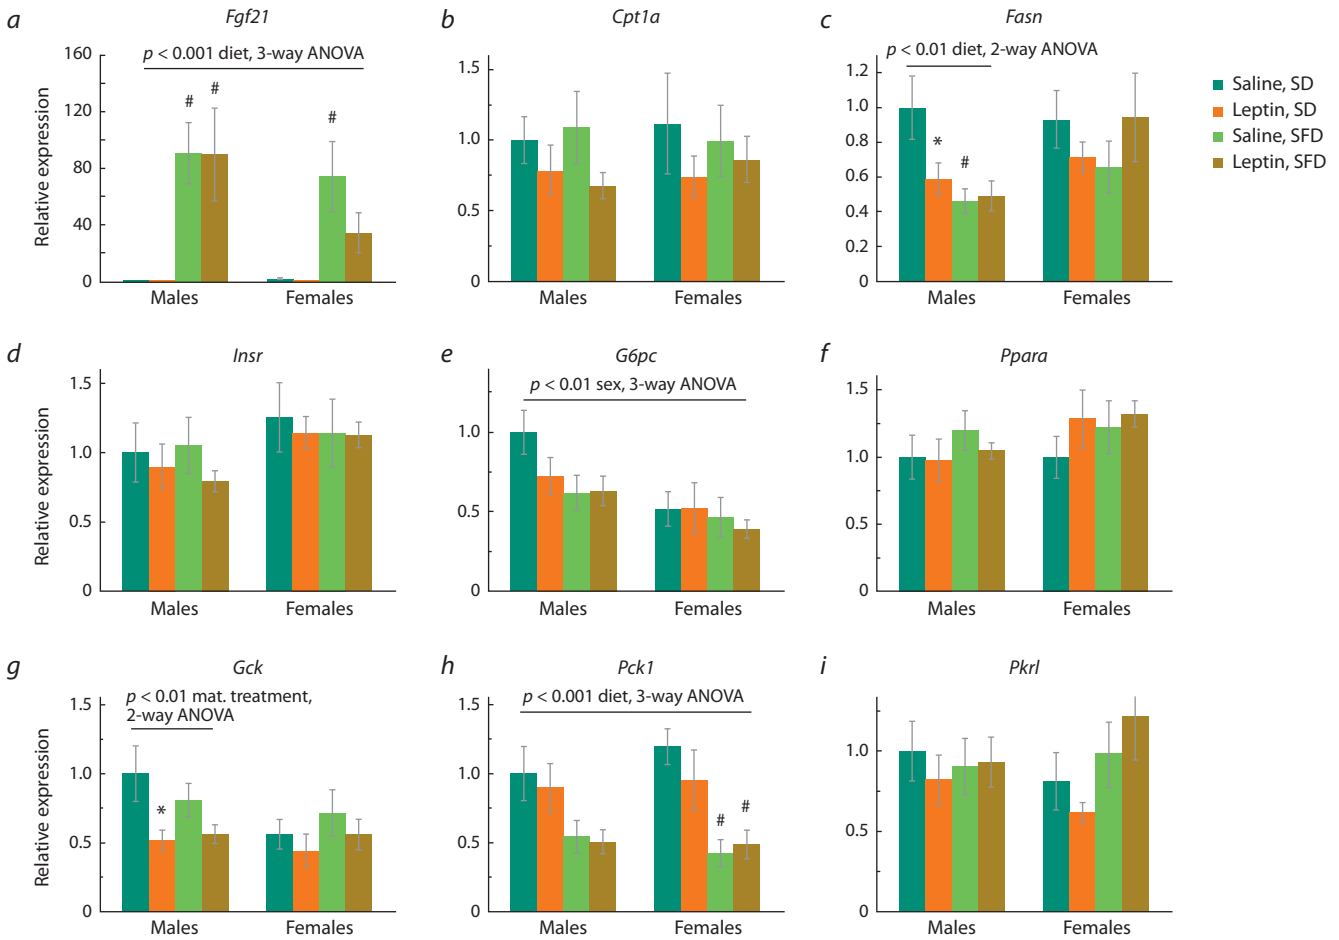 a
Fgf21
b
Cpt1a
c
Fasn
Relative expression
160
120
80
40
0
p < 0.001 diet, 3-way ANOVA
#
#
#
Males
Females
1.5
1.0
0.5
0
Males
Females
1.2
1.0
0.8
0.6
0.4
0.2
0
p < 0.01 diet, 2-way ANOVA
*
#
Males
Females
Saline, SD
Leptin, SD
Saline, SFD
Leptin, SFD
d
Insr
e
G6pc
f
Ppara
Relative expression
1.5
1.0
0.5
0
Males
Females
p < 0.01 sex, 3-way ANOVA
1.0
0.5
0
Males
Females
1.5
1.0
0.5
0
Males
Females
g
Gck
h
Pck1
i
Pkrl
Relative expression
p < 0.01 mat. treatment,
2-way ANOVA
1.5
1.0
0.5
0
*
Males
Females
p < 0.001 diet, 3-way ANOVA
1.5
1.0
0.5
0
#
#
Males
Females
1.0
0.5
0
Males
Females